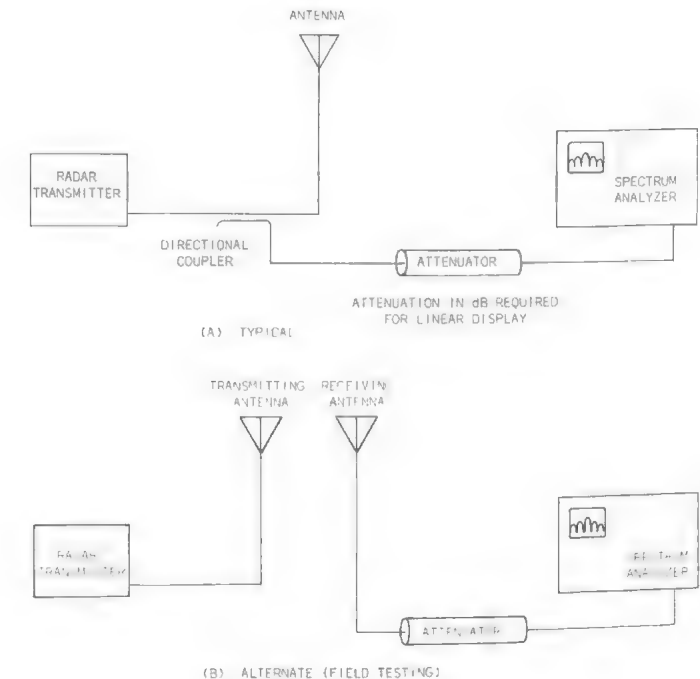 ANTENNA
RADAR
TRANSMITTER
SPECTRUM
ANALYZER
DIRECTIONAL
COUPLER
ATTENUATOR
ATTENUATION IN dB REQUIRED
FOR LINEAR DISPLAY
(A) TYPICAL
TRANSMITTING RECEIVIN
ANTENNA ANTENNA
(B) ALTERNATE (FIELD TESTING)